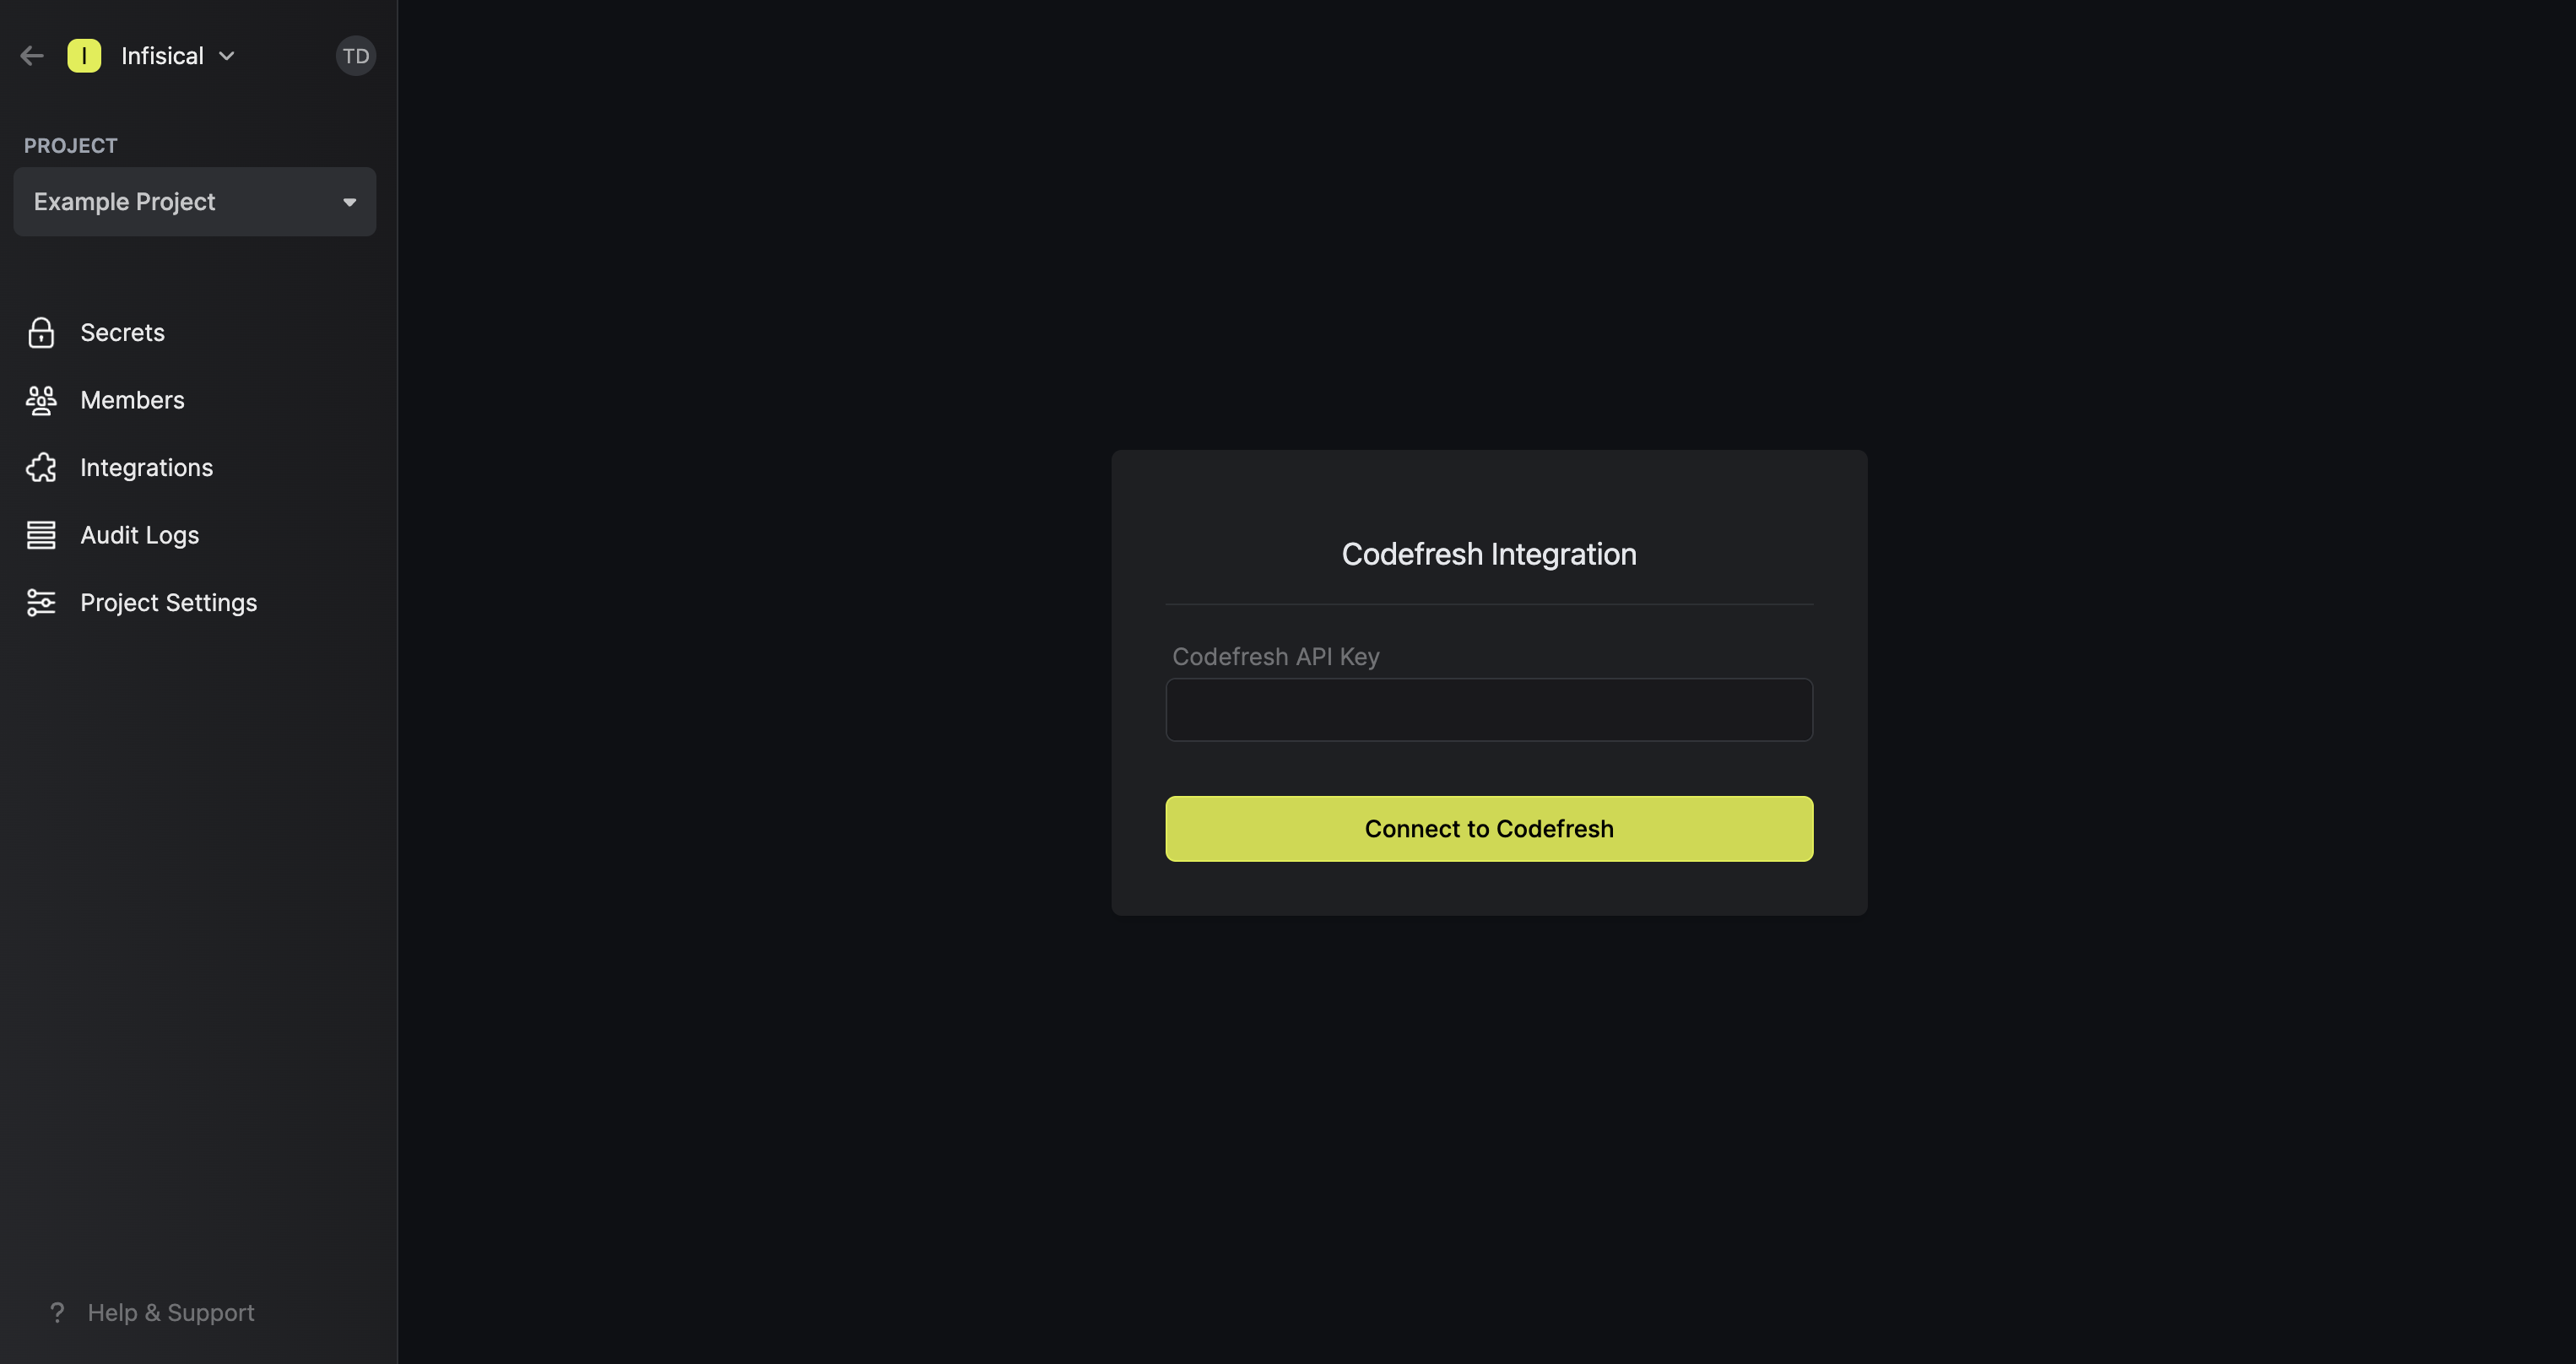 I Infisical TD
PROJECT
Example Project
Secrets
Members
Integrations
Audit Logs
Project Settings
? Help & Support
Codefresh Integration
Codefresh API Key
Connect to Codefresh